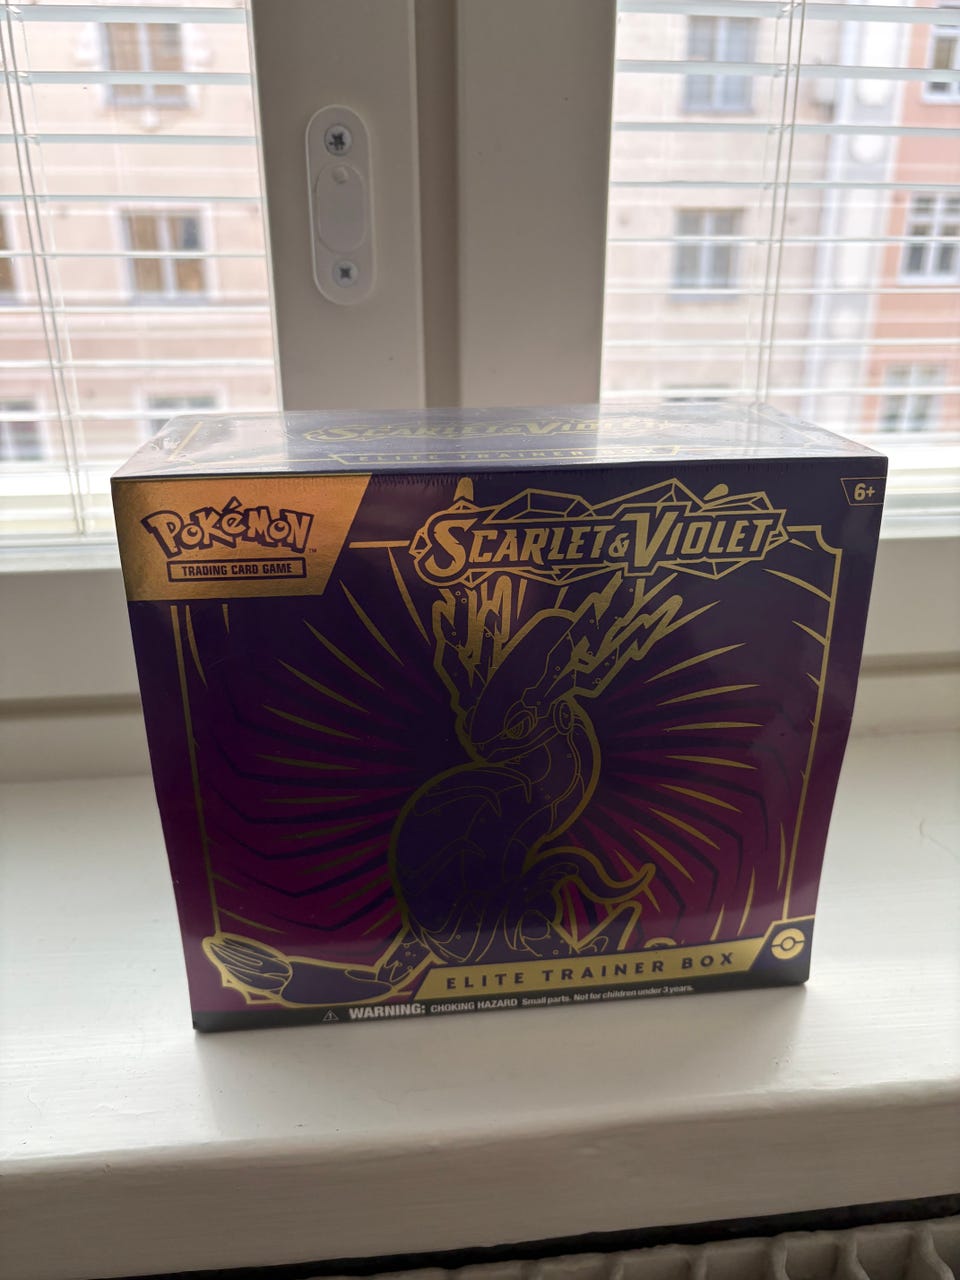 SCARLET & VIOLET
ELITE TRAINER BOX
POKéMON
TM
TRADING CARD GAME
SCARLET & VIOLET
6+
ELITE TRAINER BOX
WARNING: CHOKING HAZARD Small parts. Not for children under 3 years.